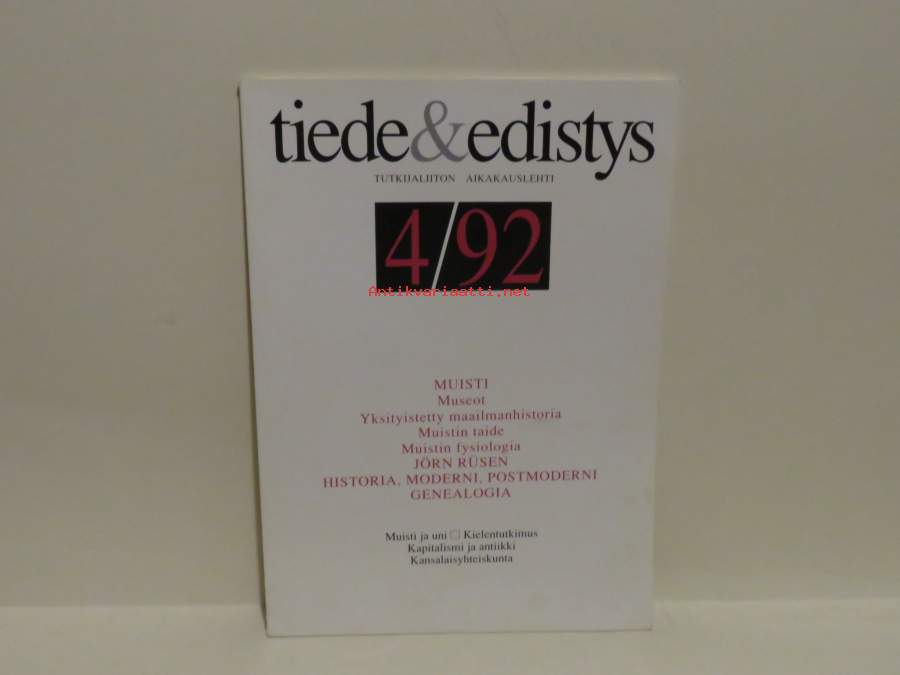 tiede&edistys
TUTKIJALIITON AIKAKAUSLEHTI
4/92
Antikvariaatti.net
MUISTI
Museot
Yksityistetty maailmanhistoria
Muistin taide
Muistin fysiologia
JÖRN RÜSEN
HISTORIA, MODERNI, POSTMODERNI
GENEALOGIA
Muisti ja uni □ Kielentutkimus
Kapitalismi ja antiikki
Kansalaisyhteiskunta